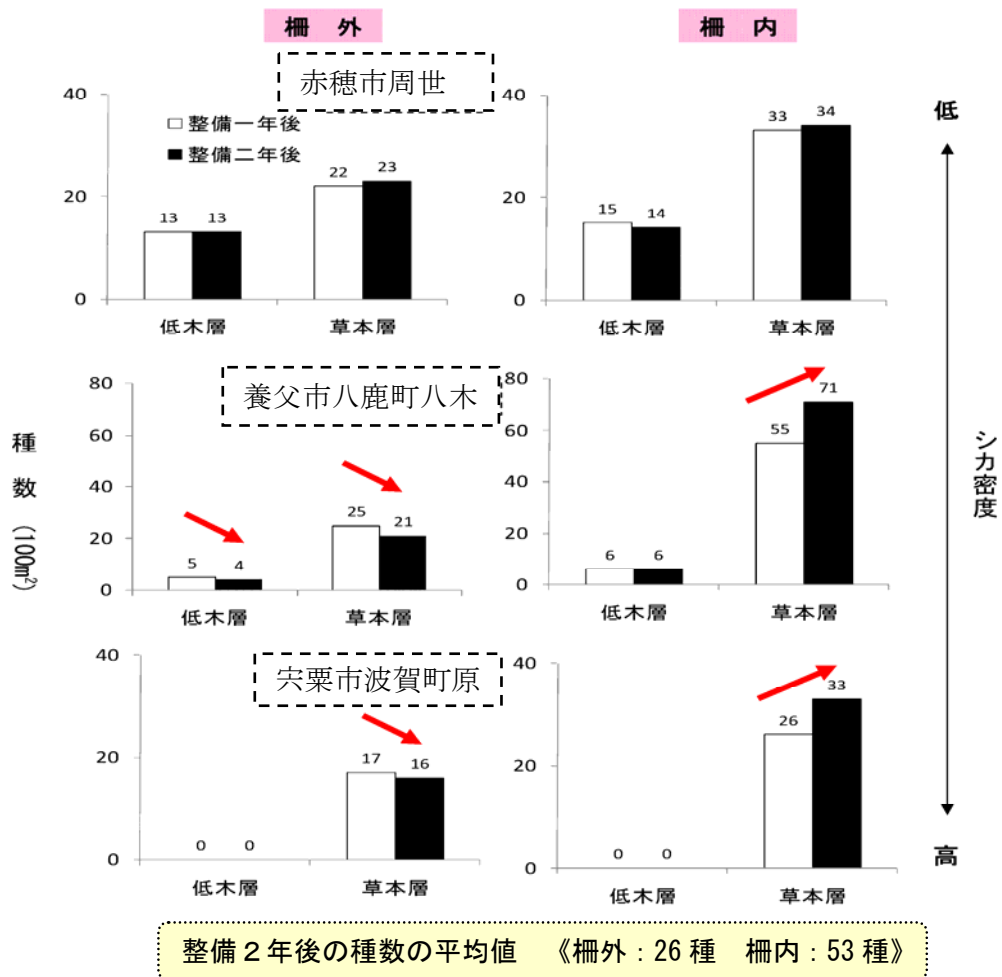 柵 外
柵 内
赤穂市周世
40
20
0
□整備一年後
■整備二年後
13
13
22
23
低木層
草本層
40
20
0
15
14
33
34
低木層
草本層
低
養父市八鹿町八木
80
60
40
20
0
5
4
25
21
低木層
草本層
80
60
40
20
0
6
6
55
71
低木層
草本層
種数(100㎡)
シカ密度
宍粟市波賀町原
40
20
0
0
0
17
16
低木層
草本層
40
20
0
0
0
26
33
低木層
草本層
高
整備２年後の種数の平均値 《柵外：26 種 柵内：53 種》